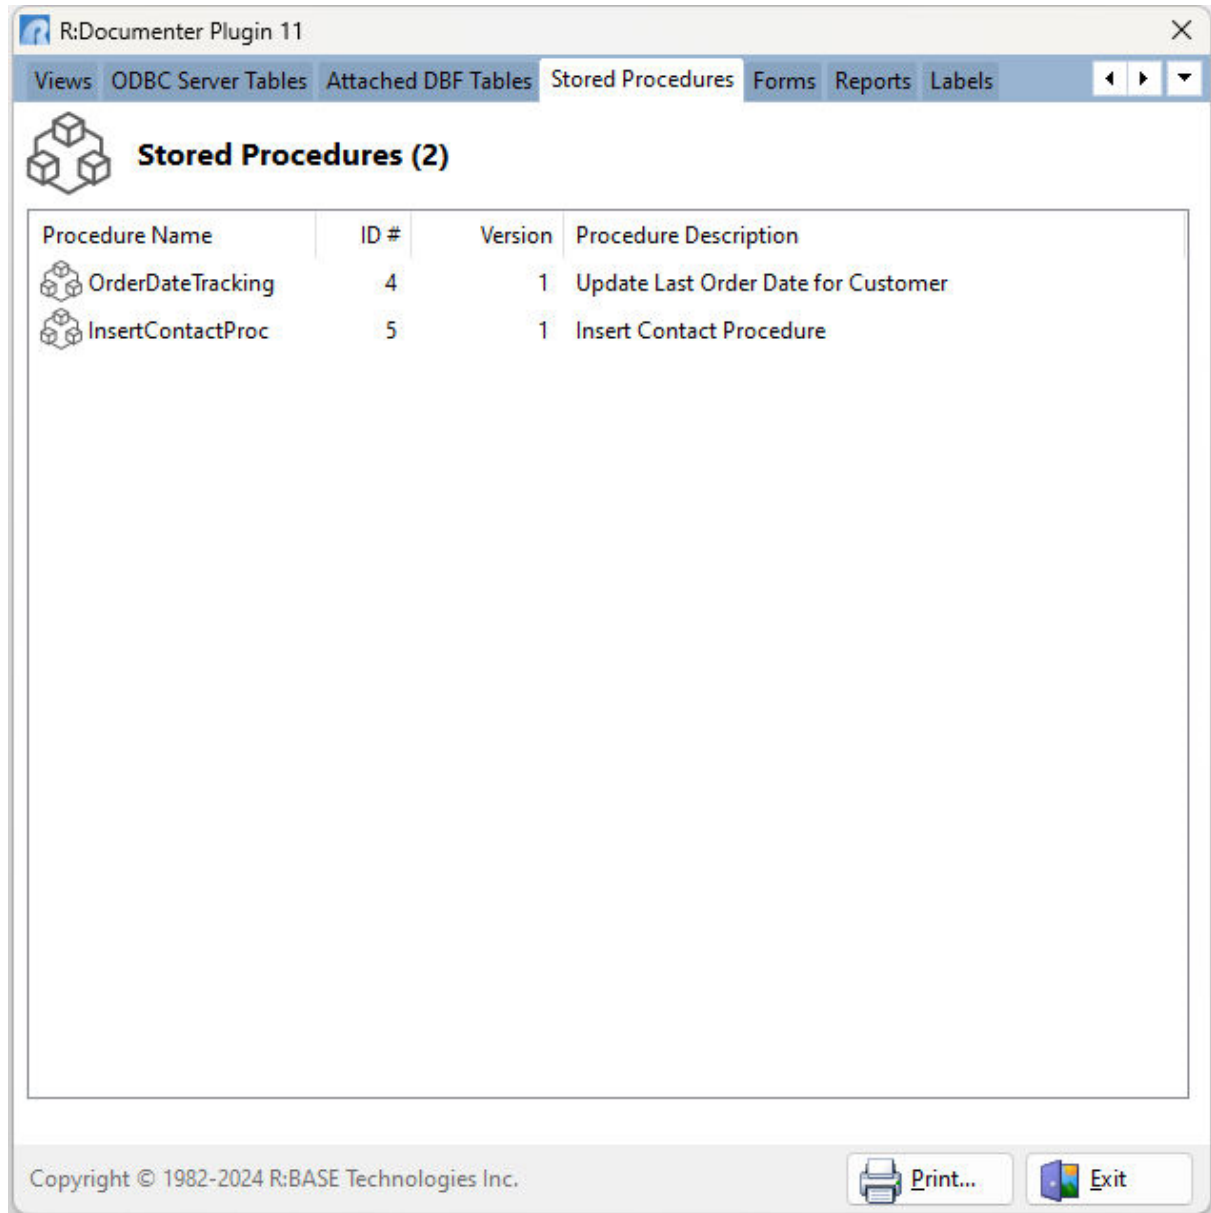 R:Documenter Plugin 11
Views ODBC Server Tables Attached DBF Tables Stored Procedures Forms Reports Labels
Stored Procedures (2)
Procedure Name ID # Version Procedure Description
OrderDateTracking 4 1 Update Last Order Date for Customer
InsertContactProc 5 1 Insert Contact Procedure
Copyright © 1982-2024 R:BASE Technologies Inc. Print... Exit